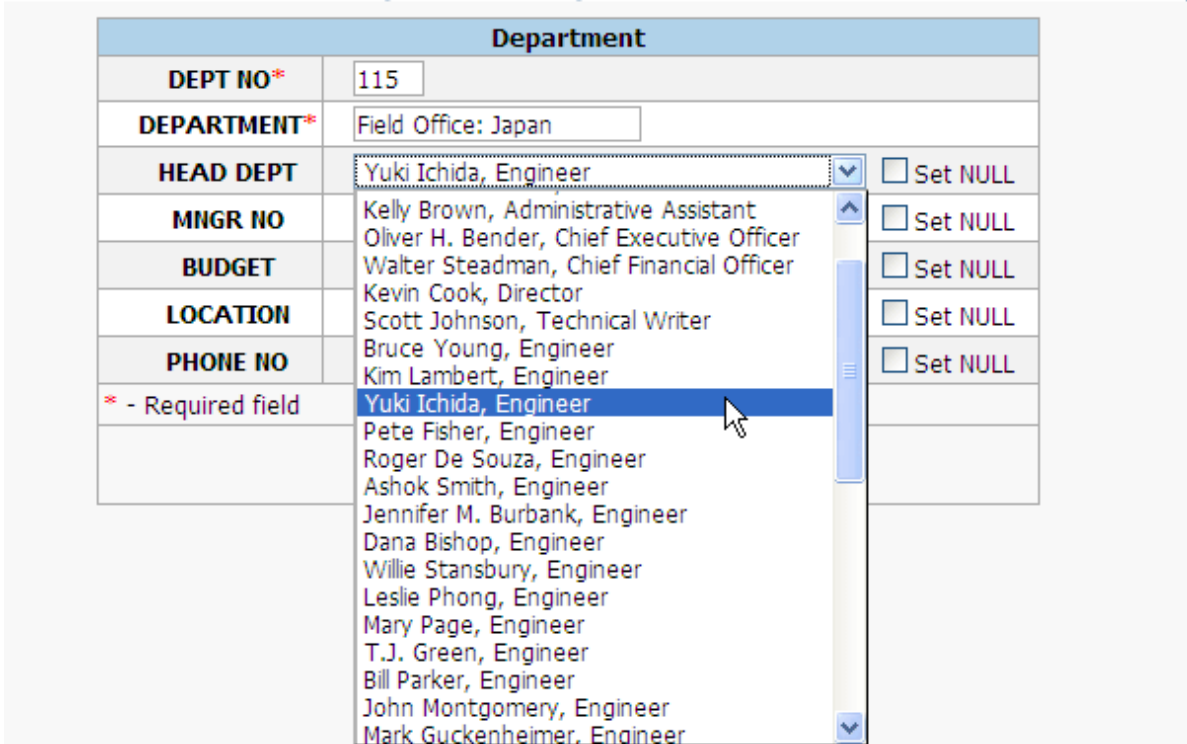 Department
DEPT NO*
115
DEPARTMENT*
Field Office: Japan
HEAD DEPT
Yuki Ichida, Engineer
Set NULL
MNGR NO
Set NULL
BUDGET
Set NULL
LOCATION
Set NULL
PHONE NO
Set NULL
* - Required field
Kelly Brown, Administrative Assistant
Oliver H. Bender, Chief Executive Officer
Walter Steadman, Chief Financial Officer
Kevin Cook, Director
Scott Johnson, Technical Writer
Bruce Young, Engineer
Kim Lambert, Engineer
Yuki Ichida, Engineer
Pete Fisher, Engineer
Roger De Souza, Engineer
Ashok Smith, Engineer
Jennifer M. Burbank, Engineer
Dana Bishop, Engineer
Willie Stansbury, Engineer
Leslie Phong, Engineer
Mary Page, Engineer
T.J. Green, Engineer
Bill Parker, Engineer
John Montgomery, Engineer
Mark Guckenheimer, Engineer